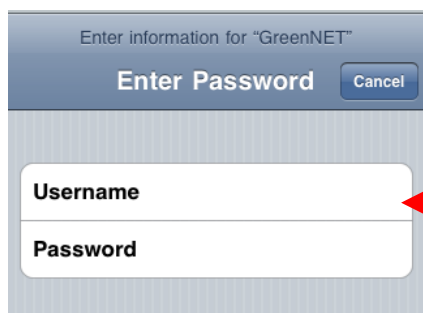 Enter information for “GreenNET”
Enter Password
Cancel
Username
Password